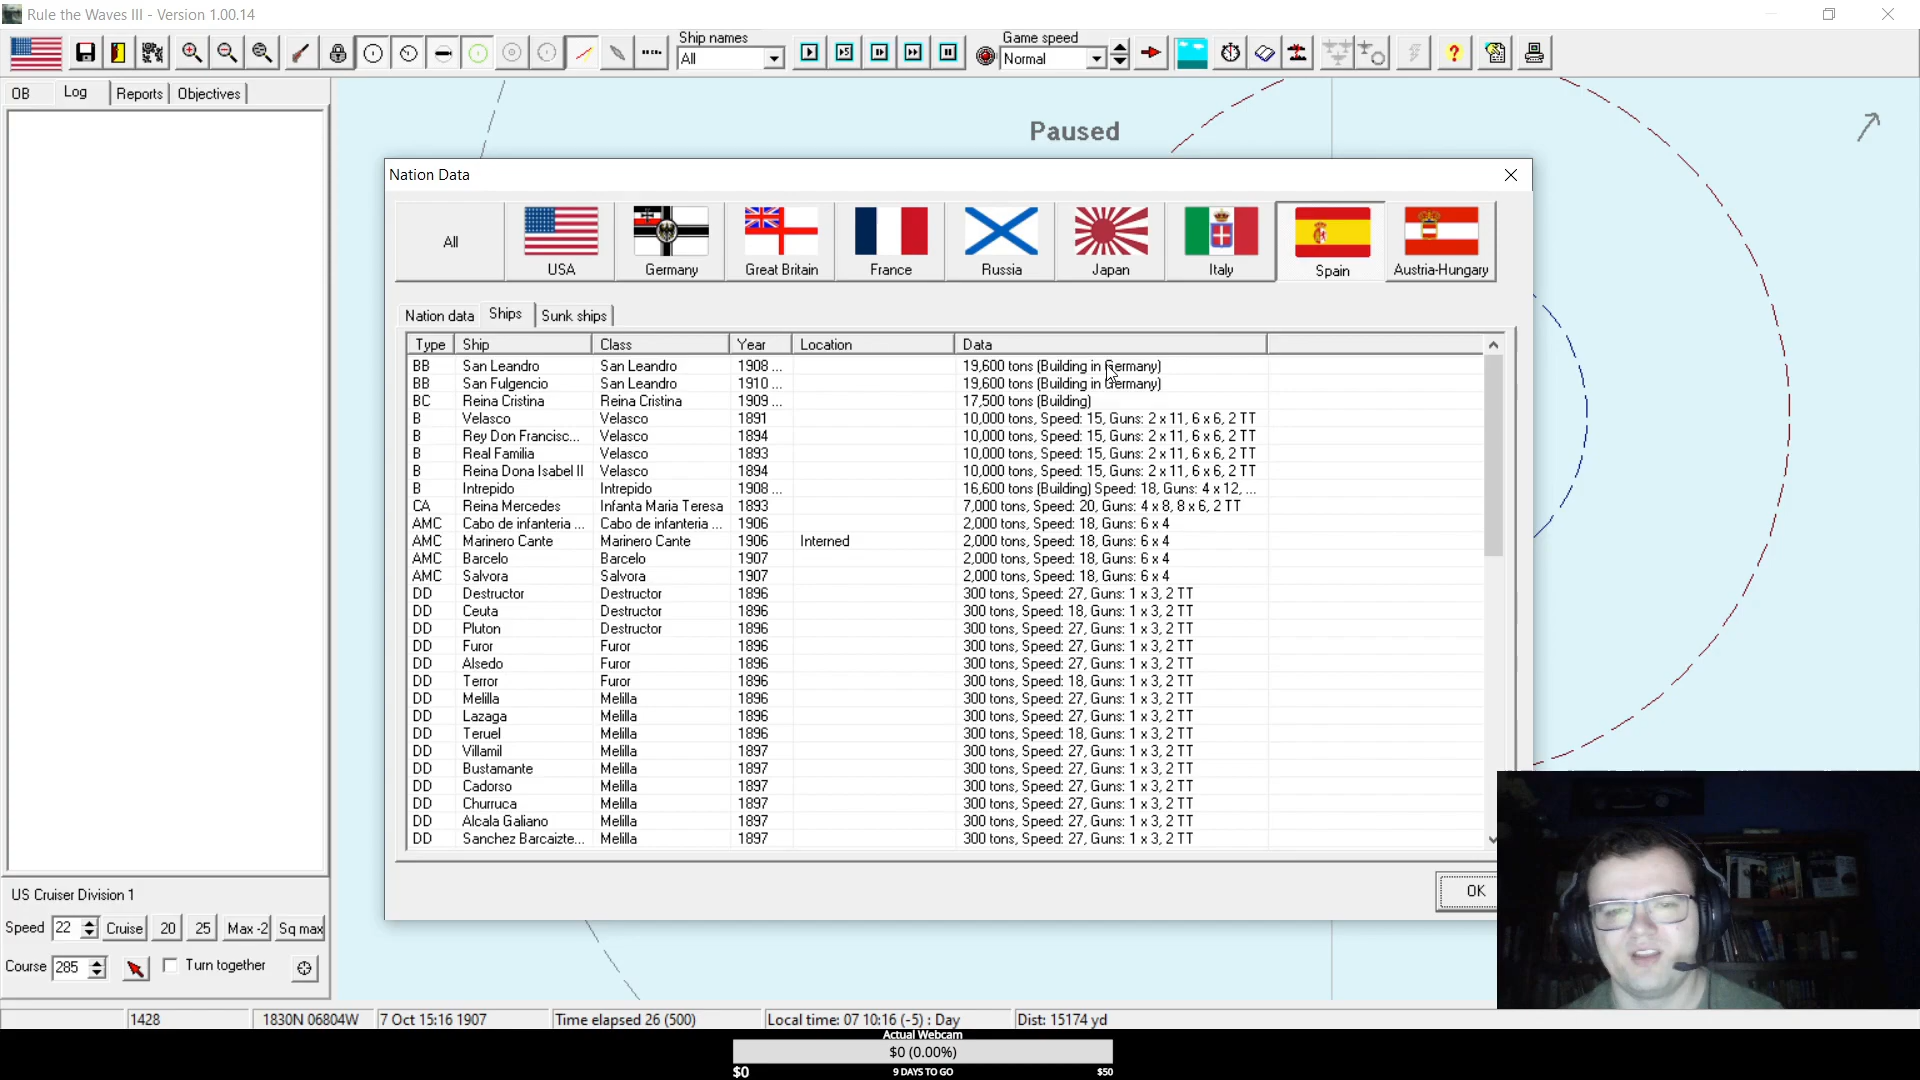 Rule the Waves III - Version 1.00.14
Ship names
All
Game speed
Normal
OB Log Reports Objectives
Paused
Nation Data
All USA Germany Great Britain France Russia Japan Italy Spain Austria-Hungary
Nation data Ships Sunk ships
Type Ship Class Year Location Data
BB San Leandro San Leandro 1908 ... 19,600 tons (Building in Germany)
BB San Fulgencio San Leandro 1910 ... 19,600 tons (Building in Germany)
BC Reina Cristina Reina Cristina 1909 ... 17,500 tons (Building)
B Velasco Velasco 1891 10,000 tons, Speed: 15, Guns: 2 x 11, 6 x 6, 2 TT
B Rey Don Francisc... Velasco 1894 10,000 tons, Speed: 15, Guns: 2 x 11, 6 x 6, 2 TT
B Real Familia Velasco 1893 10,000 tons, Speed: 15, Guns: 2 x 11, 6 x 6, 2 TT
B Reina Dona Isabel II Velasco 1894 10,000 tons, Speed: 15, Guns: 2 x 11, 6 x 6, 2 TT
B Intrepido Intrepido 1908 ... 16,600 tons (Building) Speed: 18, Guns: 4 x 12, ...
CA Reina Mercedes Infanta Maria Teresa 1893 7,000 tons, Speed: 20, Guns: 4 x 8, 8 x 6, 2 TT
AMC Cabo de infanteria ... Cabo de infanteria ... 1906 2,000 tons, Speed: 18, Guns: 6 x 4
AMC Marinero Cante Marinero Cante 1906 Interned 2,000 tons, Speed: 18, Guns: 6 x 4
AMC Barcelo Barcelo 1907 2,000 tons, Speed: 18, Guns: 6 x 4
AMC Salvora Salvora 1907 2,000 tons, Speed: 18, Guns: 6 x 4
DD Destructor Destructor 1896 300 tons, Speed: 27, Guns: 1 x 3, 2 TT
DD Ceuta Destructor 1896 300 tons, Speed: 18, Guns: 1 x 3, 2 TT
DD Pluton Destructor 1896 300 tons, Speed: 27, Guns: 1 x 3, 2 TT
DD Furor Furor 1896 300 tons, Speed: 27, Guns: 1 x 3, 2 TT
DD Alsedo Furor 1896 300 tons, Speed: 27, Guns: 1 x 3, 2 TT
DD Terror Furor 1896 300 tons, Speed: 18, Guns: 1 x 3, 2 TT
DD Melilla Melilla 1896 300 tons, Speed: 27, Guns: 1 x 3, 2 TT
DD Lazaga Melilla 1896 300 tons, Speed: 27, Guns: 1 x 3, 2 TT
DD Teruel Melilla 1896 300 tons, Speed: 18, Guns: 1 x 3, 2 TT
DD Villamil Melilla 1897 300 tons, Speed: 27, Guns: 1 x 3, 2 TT
DD Bustamante Melilla 1897 300 tons, Speed: 27, Guns: 1 x 3, 2 TT
DD Cadorso Melilla 1897 300 tons, Speed: 27, Guns: 1 x 3, 2 TT
DD Churruca Melilla 1897 300 tons, Speed: 27, Guns: 1 x 3, 2 TT
DD Alcala Galiano Melilla 1897 300 tons, Speed: 27, Guns: 1 x 3, 2 TT
DD Sanchez Barcaizte... Melilla 1897 300 tons, Speed: 27, Guns: 1 x 3, 2 TT
OK
US Cruiser Division 1
Speed 22 Cruise 20 25 Max -2 Sq max
Course 285 Turn together
1428 1830N 06804W 7 Oct 15:16 1907 Time elapsed 26 (500) Local time: 07 10:16 (-5) : Day Dist: 15174 yd
Actual Webcam
$0 (0.00%)
$0 9 DAYS TO GO $50